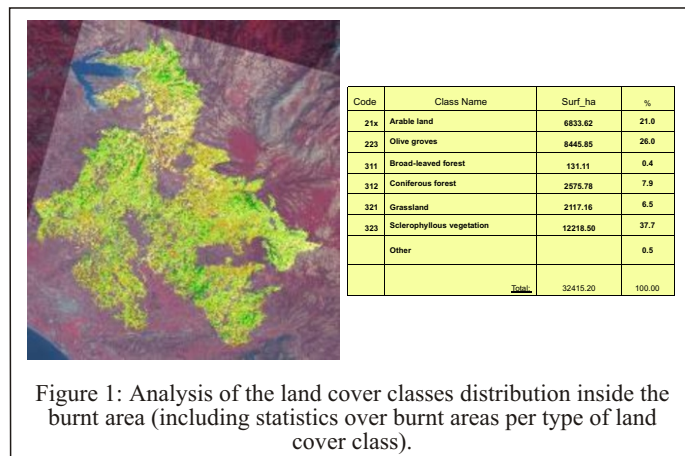 Code Class Name Surf_ha %
21x Arable land 6833.62 21.0
223 Olive groves 8445.85 26.0
311 Broad-leaved forest 131.11 0.4
312 Coniferous forest 2575.78 7.9
321 Grassland 2117.16 6.5
323 Sclerophyllous vegetation 12218.50 37.7
Other 0.5
Total: 32415.20 100.00
Figure 1: Analysis of the land cover classes distribution inside the
burnt area (including statistics over burnt areas per type of land
cover class).